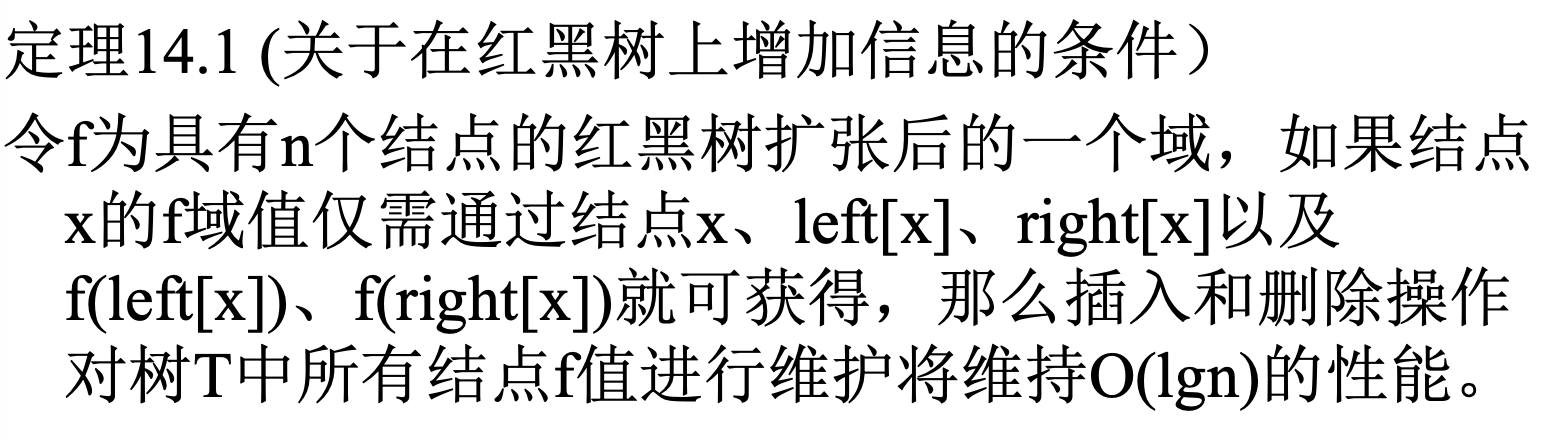 定理14.1 (关于在红黑树上增加信息的条件）
令f为具有n个结点的红黑树扩张后的一个域，如果结点
x的f域值仅需通过结点x、left[x]、right[x]以及
f(left[x])、f(right[x])就可获得，那么插入和删除操作
对树T中所有结点f值进行维护将维持O(lgn)的性能。